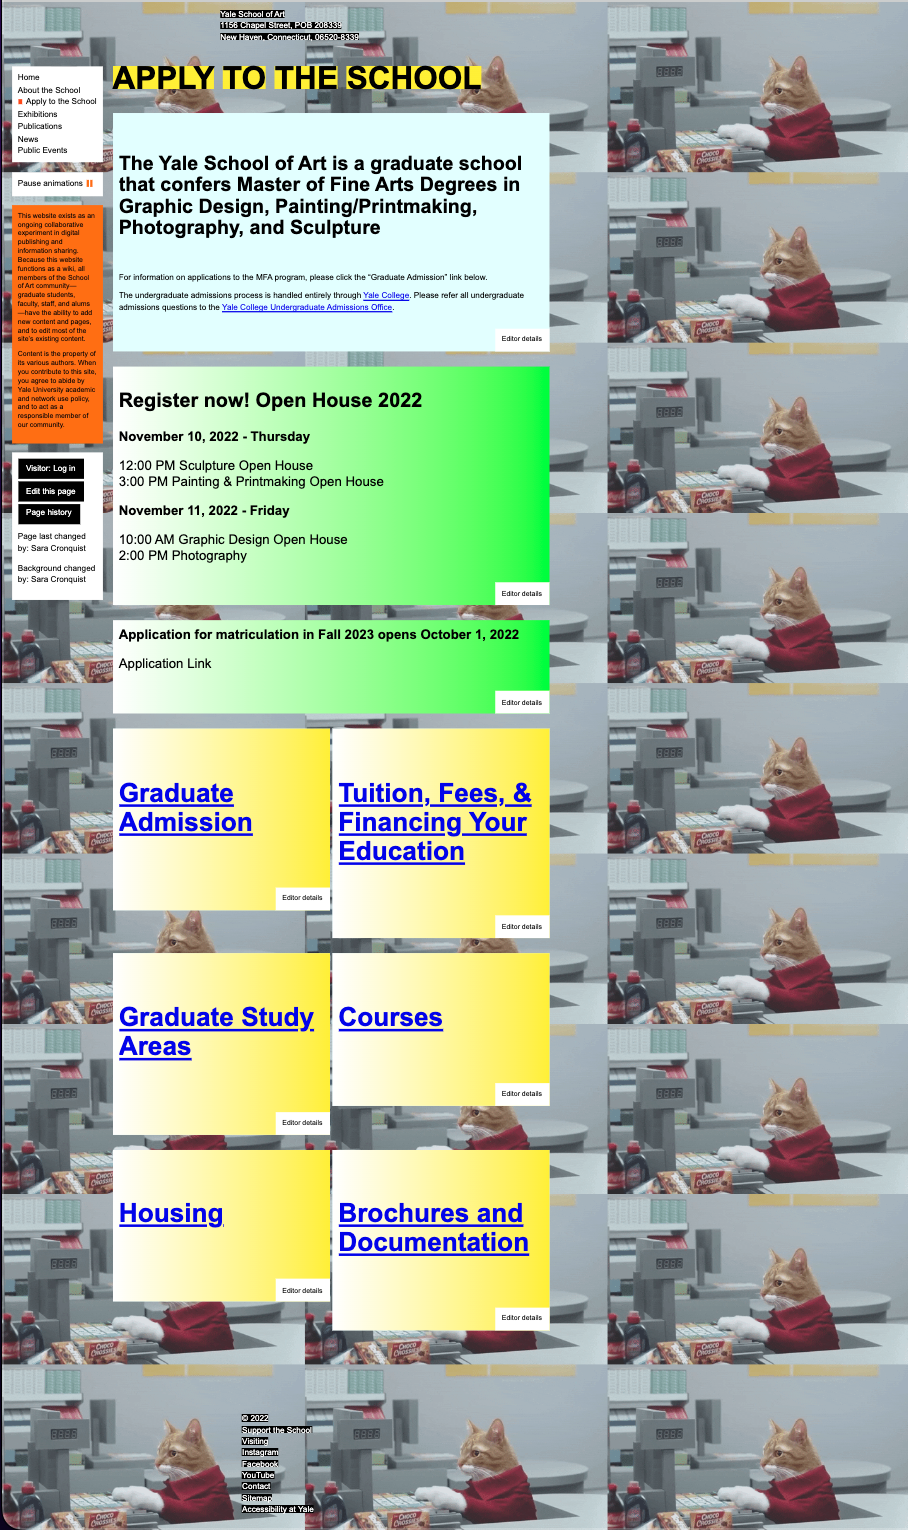 Yale School of Art
1156 Chapel Street, POB 208339
New Haven, Connecticut, 06520-8339
Home
About the School
Apply to the School
Exhibitions
Publications
News
Public Events
Pause animations
This website exists as an
ongoing collaborative
experiment in digital
publishing and
information sharing.
Because this website
functions as a wiki, all
members of the School
of Art community—
graduate students,
faculty, staff, and alums
—have the ability to add
new content and pages,
and to edit most of the
site's existing content.
Content is the property of
its various authors. When
you contribute to this site,
you agree to abide by
Yale University academic
and network use policy,
and to act as a
responsible member of
our community.
Visitor: Log in
Edit this page
Page history
Page last changed
by: Sara Cronquist
Background changed
by: Sara Cronquist
APPLY TO THE SCHOOL
The Yale School of Art is a graduate school
that confers Master of Fine Arts Degrees in
Graphic Design, Painting/Printmaking,
Photography, and Sculpture
For information on applications to the MFA program, please click the “Graduate Admission” link below.
The undergraduate admissions process is handled entirely through Yale College. Please refer all undergraduate
admissions questions to the Yale College Undergraduate Admissions Office.
Editor details
Register now! Open House 2022
November 10, 2022 - Thursday
12:00 PM Sculpture Open House
3:00 PM Painting & Printmaking Open House
November 11, 2022 - Friday
10:00 AM Graphic Design Open House
2:00 PM Photography
Editor details
Application for matriculation in Fall 2023 opens October 1, 2022
Application Link
Editor details
Graduate
Admission
Editor details
Tuition, Fees, &
Financing Your
Education
Editor details
Graduate Study
Areas
Editor details
Courses
Editor details
Housing
Editor details
Brochures and
Documentation
Editor details
CHOCO
CROSSIES
© 2022
Support the School
Visiting
Instagram
Facebook
YouTube
Contact
Sitemap
Accessibility at Yale